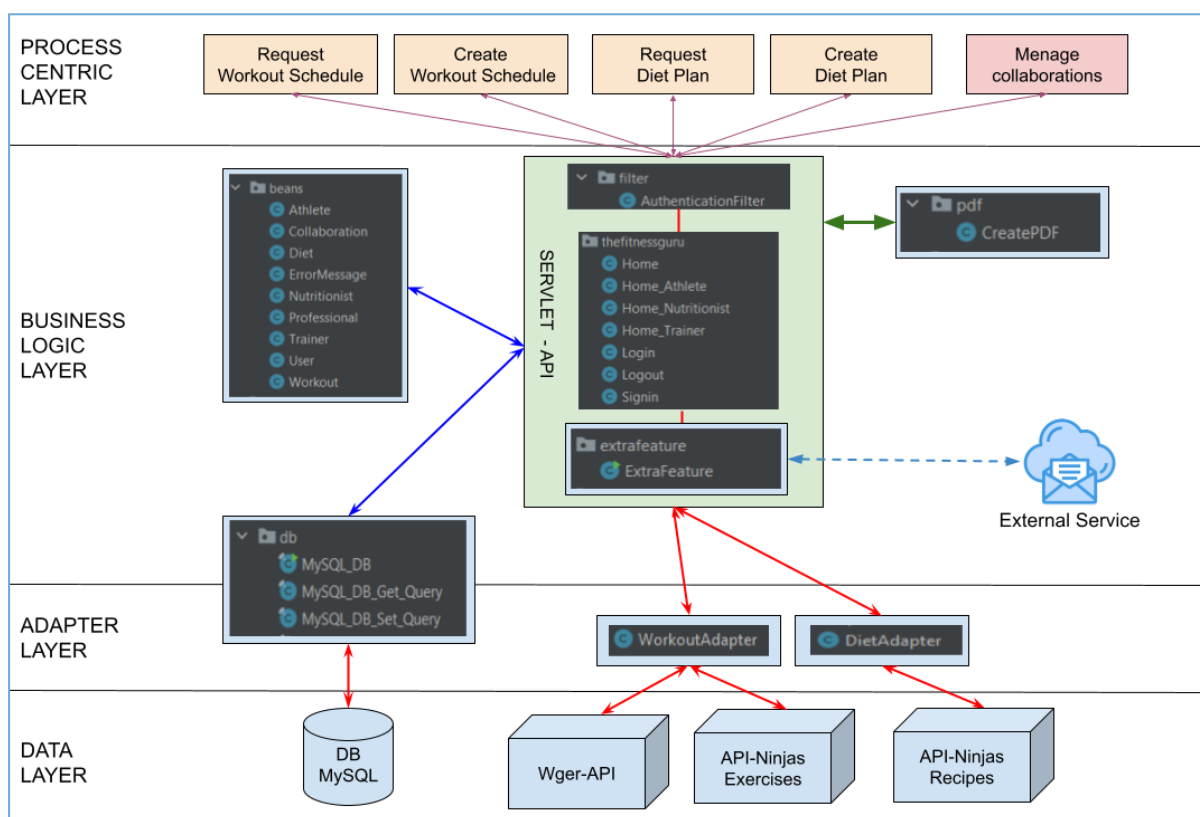 PROCESS
CENTRIC
LAYER
Request
Workout Schedule
Create
Workout Schedule
Request
Diet Plan
Create
Diet Plan
Menage
collaborations
BUSINESS
LOGIC
LAYER
beans
Athlete
Collaboration
Diet
ErrorMessage
Nutritionist
Professional
Trainer
User
Workout
SERVLET - API
filter
AuthenticationFilter
thefitnessguru
Home
Home_Athlete
Home_Nutritionist
Home_Trainer
Login
Logout
Signin
extrafeature
ExtraFeature
pdf
CreatePDF
External Service
db
MySQL_DB
MySQL_DB_Get_Query
MySQL_DB_Set_Query
ADAPTER
LAYER
WorkoutAdapter
DietAdapter
DATA
LAYER
DB
MySQL
Wger-API
API-Ninjas
Exercises
API-Ninjas
Recipes